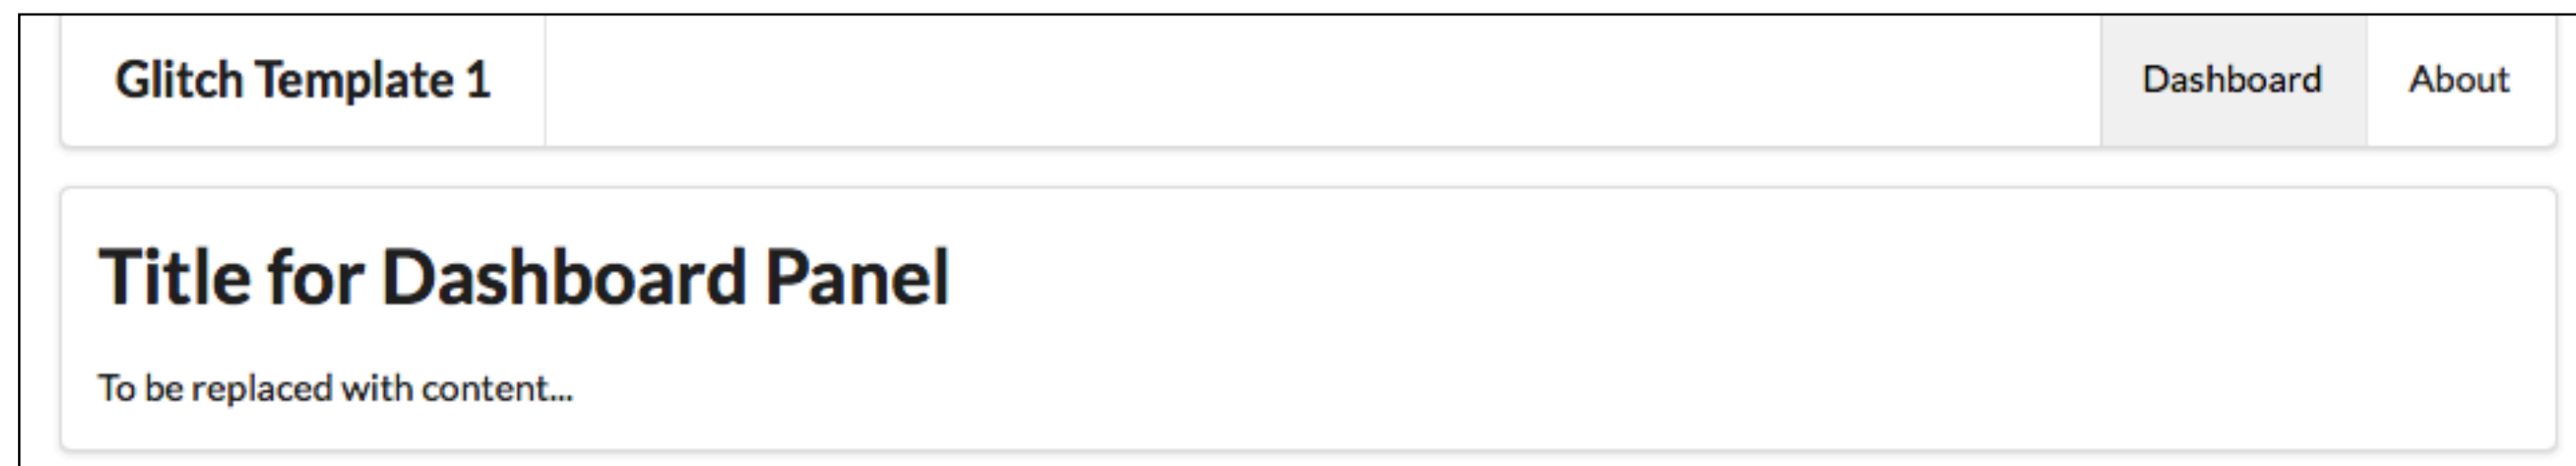 Glitch Template 1
Dashboard
About
Title for Dashboard Panel
To be replaced with content...